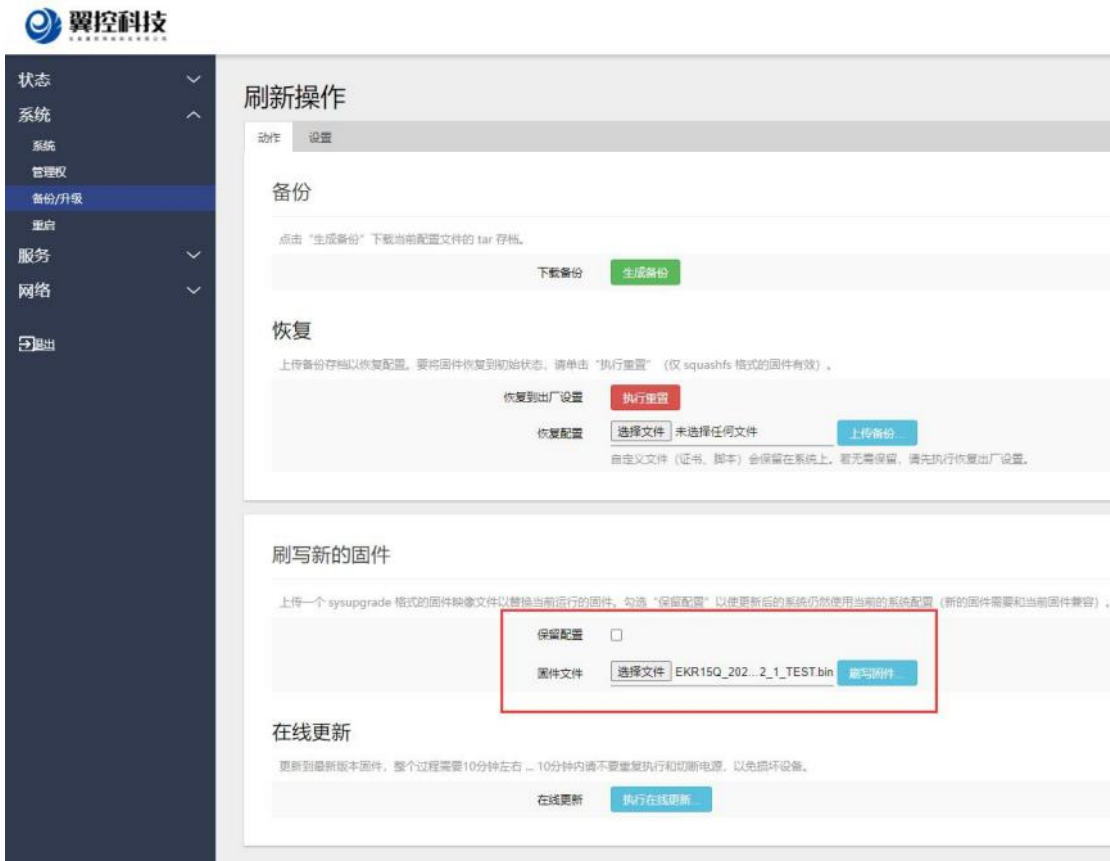 翼控科技
状态
系统
系统
管理权
备份/升级
重启
服务
网络
退出
刷新操作
动作 设置
备份
点击“生成备份”下载当前配置文件的 tar 存档。
下载备份 生成备份
恢复
上传备份存档以恢复配置。要将固件恢复到初始状态，请单击“执行重置”（仅 squashfs 格式的固件有效）。
恢复到出厂设置 执行重置
恢复配置 选择文件 未选择任何文件 上传备份...
自定义文件（证书、脚本）会保留在系统上。若无需保留，请先执行恢复出厂设置。
刷写新的固件
上传一个 sysupgrade 格式的固件映像文件以替换当前运行的固件。勾选“保留配置”以使更新后的系统仍然使用当前的系统配置（新的固件需要和当前固件兼容）。
保留配置
固件文件 选择文件 EKR15Q_202...2_1_TEST.bin 刷写固件...
在线更新
更新到最新版本固件，整个过程需要10分钟左右 ... 10分钟内请不要重复执行和切断电源，以免损坏设备。
在线更新 执行在线更新...